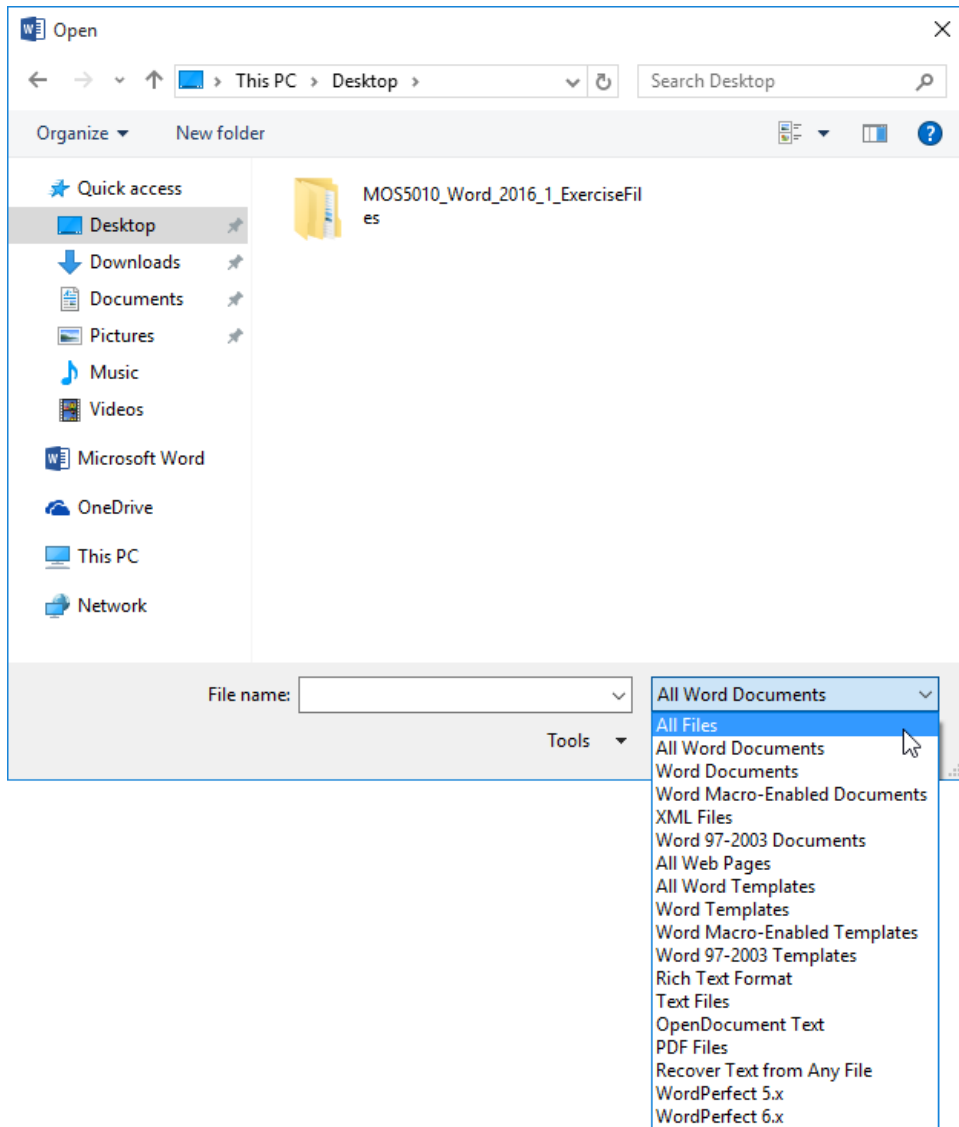 Open
This PC > Desktop >
Search Desktop
Organize
New folder
Quick access
Desktop
Downloads
Documents
Pictures
Music
Videos
Microsoft Word
OneDrive
This PC
Network
MOS5010_Word_2016_1_ExerciseFil
es
File name:
All Word Documents
Tools
All Files
All Word Documents
Word Documents
Word Macro-Enabled Documents
XML Files
Word 97-2003 Documents
All Web Pages
All Word Templates
Word Templates
Word Macro-Enabled Templates
Word 97-2003 Templates
Rich Text Format
Text Files
OpenDocument Text
PDF Files
Recover Text from Any File
WordPerfect 5.x
WordPerfect 6.x